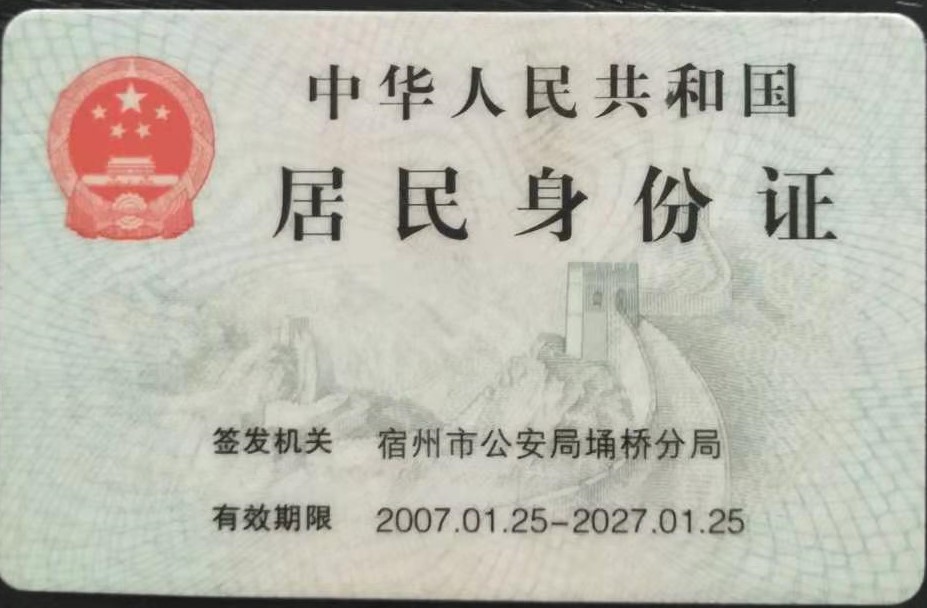 中华人民共和国
居民身份证
签发机关 宿州市公安局埇桥分局
有效期限 2007.01.25-2027.01.25